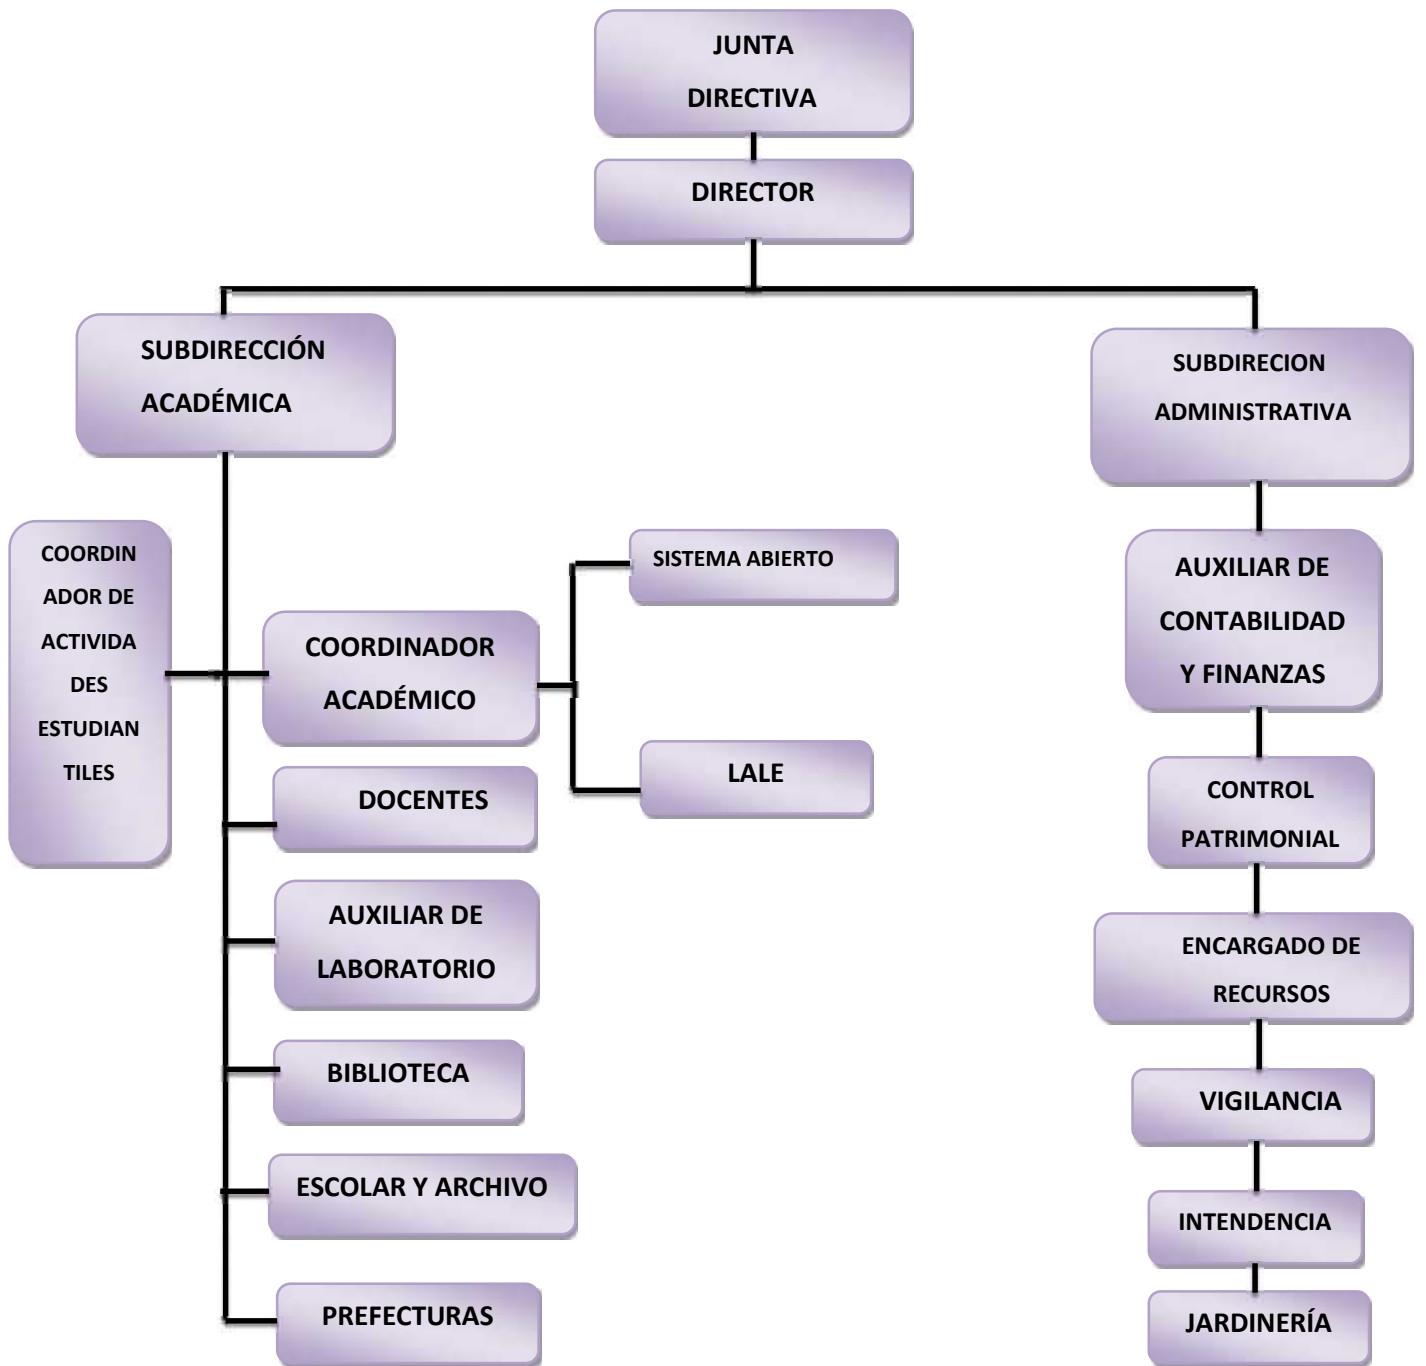 JUNTA
DIRECTIVA
DIRECTOR
SUBDIRECCIÓN
ACADÉMICA
SUBDIRECION
ADMINISTRATIVA
COORDIN
ADOR DE
ACTIVIDA
DES
ESTUDIAN
TILES
COORDINADOR
ACADÉMICO
SISTEMA ABIERTO
LALE
DOCENTES
AUXILIAR DE
LABORATORIO
BIBLIOTECA
ESCOLAR Y ARCHIVO
PREFECTURAS
AUXILIAR DE
CONTABILIDAD
Y FINANZAS
CONTROL
PATRIMONIAL
ENCARGADO DE
RECURSOS
VIGILANCIA
INTENDENCIA
JARDINERÍA